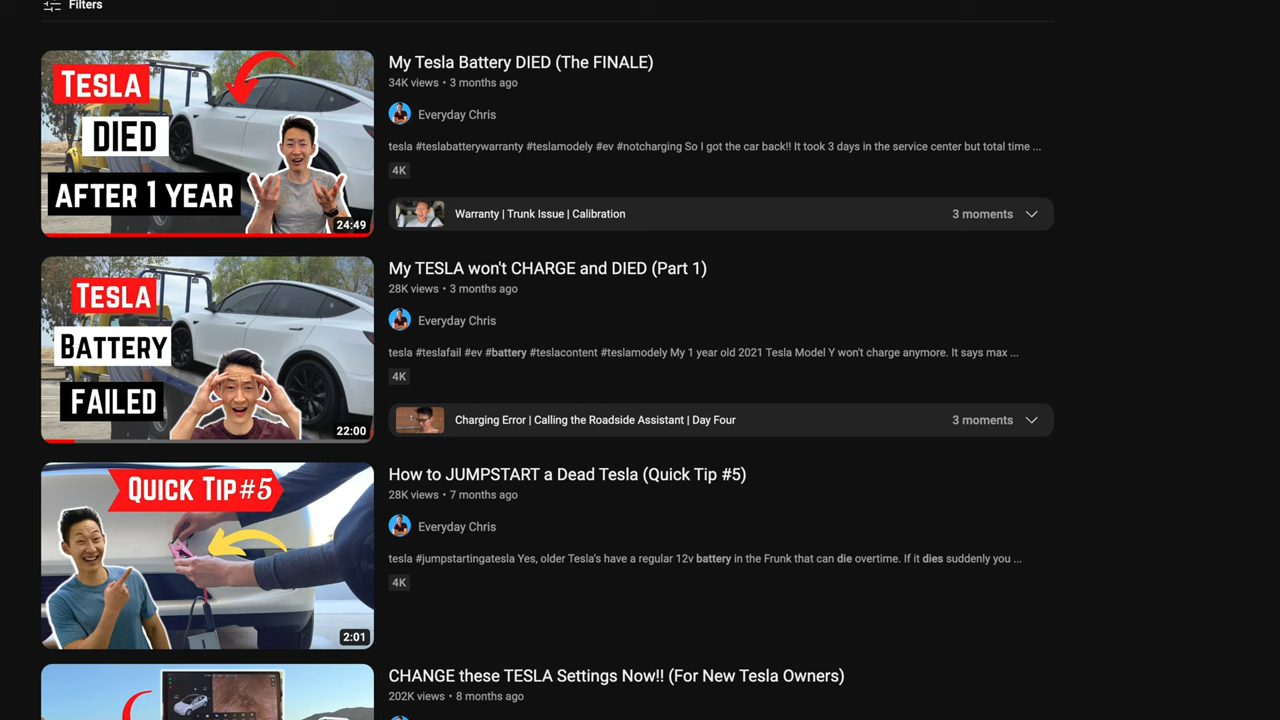 Filters
TESLA
DIED
AFTER 1 YEAR
24:49
My Tesla Battery DIED (The FINALE)
34K views • 3 months ago
Everyday Chris
tesla #teslabatterywarranty #teslamodely #ev #notcharging So I got the car back!! It took 3 days in the service center but total time ...
4K
Warranty | Trunk Issue | Calibration
3 moments
TESLA
BATTERY
FAILED
22:00
My TESLA won't CHARGE and DIED (Part 1)
28K views • 3 months ago
Everyday Chris
tesla #teslafail #ev #battery #teslacontent #teslamodely My 1 year old 2021 Tesla Model Y won't charge anymore. It says max ...
4K
Charging Error | Calling the Roadside Assistant | Day Four
3 moments
QUICK TIP#5
2:01
How to JUMPSTART a Dead Tesla (Quick Tip #5)
28K views • 7 months ago
Everyday Chris
tesla #jumpstartingatesla Yes, older Tesla's have a regular 12v battery in the Frunk that can die overtime. If it dies suddenly you ...
4K
CHANGE these TESLA Settings Now!! (For New Tesla Owners)
202K views • 8 months ago